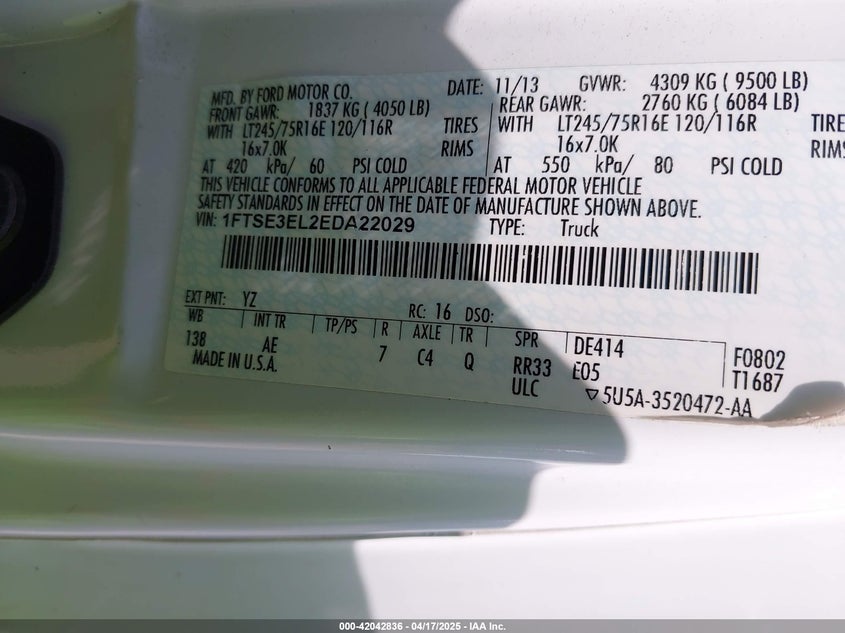 MFD. BY FORD MOTOR CO. DATE: 11/13 GVWR: 4309 KG ( 9500 LB)
FRONT GAWR: 1837 KG ( 4050 LB) REAR GAWR: 2760 KG ( 6084 LB)
WITH LT245/75R16E 120/116R TIRES WITH LT245/75R16E 120/116R TIRE
16x7.0K RIMS 16x7.0K RIMS
AT 420 kPa/ 60 PSI COLD AT 550 kPa/ 80 PSI COLD
THIS VEHICLE CONFORMS TO ALL APPLICABLE FEDERAL MOTOR VEHICLE
SAFETY STANDARDS IN EFFECT ON THE DATE OF MANUFACTURE SHOWN ABOVE.
VIN: 1FTSE3EL2EDA22029 TYPE: Truck
EXT PNT: YZ RC: 16 DSO:
WB INT TR TP/PS R AXLE TR SPR DE414 F0802
138 AE 7 C4 Q RR33 E05 T1687
MADE IN U.S.A. ULC ▽5U5A-3520472-AA
000-42042836 - 04/17/2025 - IAA Inc.